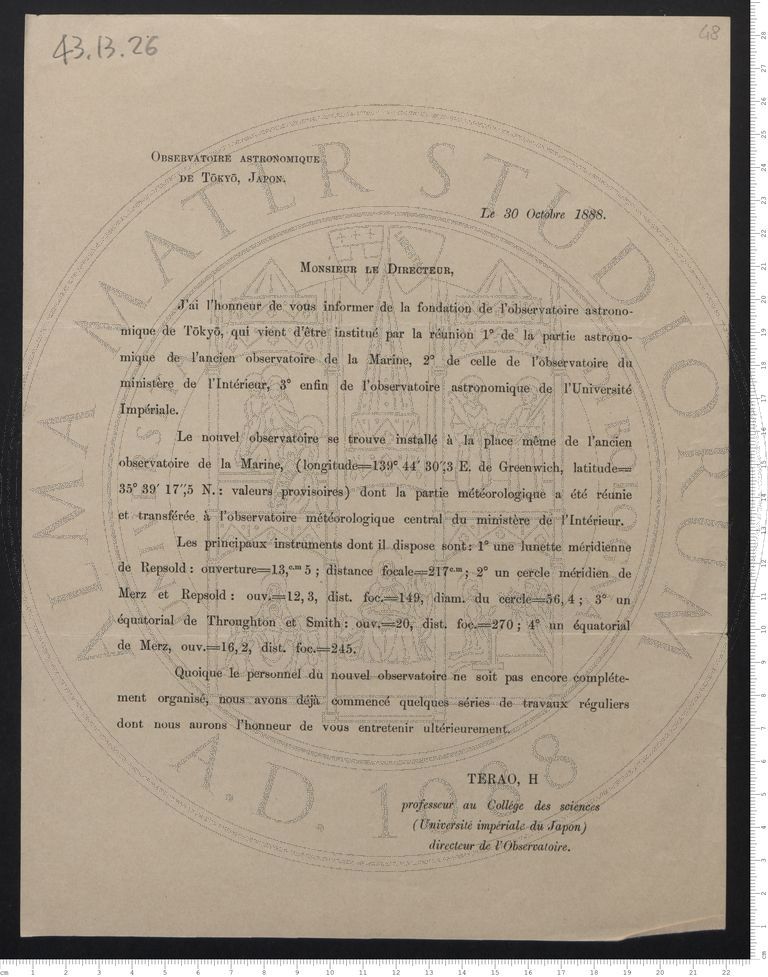 43.13.26
48
OBSERVATOIRE ASTRONOMIQUE
DE TŌKYŌ, JAPON.
Le 30 Octobre 1888.
MONSIEUR LE DIRECTEUR,
J'ai l'honneur de vous informer de la fondation de l'observatoire astrono-
mique de Tōkyō, qui vient d'être institué par la réunion 1° de la partie astrono-
mique de l'ancien observatoire de la Marine, 2° de celle de l'observatoire du
ministère de l'Intérieur, 3° enfin de l'observatoire astronomique de l'Université
Impériale.
Le nouvel observatoire se trouve installé à la place même de l'ancien
observatoire de la Marine, (longitude=139° 44′ 30″,3 E. de Greenwich, latitude=
35° 39′ 17″,5 N.: valeurs provisoires) dont la partie météorologique a été réunie
et transférée à l'observatoire météorologique central du ministère de l'Intérieur.
Les principaux instruments dont il dispose sont: 1° une lunette méridienne
de Repsold: ouverture=13,c.m 5; distance focale=217c.m; 2° un cercle méridien de
Merz et Repsold: ouv.=12,3, dist. foc.=149, diam. du cercle=56,4; 3° un
équatorial de Throughton et Smith: ouv.=20, dist. foc.=270; 4° un équatorial
de Merz, ouv.=16,2, dist. foc.=245.
Quoique le personnel du nouvel observatoire ne soit pas encore compléte-
ment organisé, nous avons déjà commencé quelques séries de travaux réguliers
dont nous aurons l'honneur de vous entretenir ultérieurement.
TERAO, H
professeur au Collége des sciences
(Université impériale du Japon)
directeur de l'Observatoire.
ALMA MATER STUDIORUM
A.D. 1088